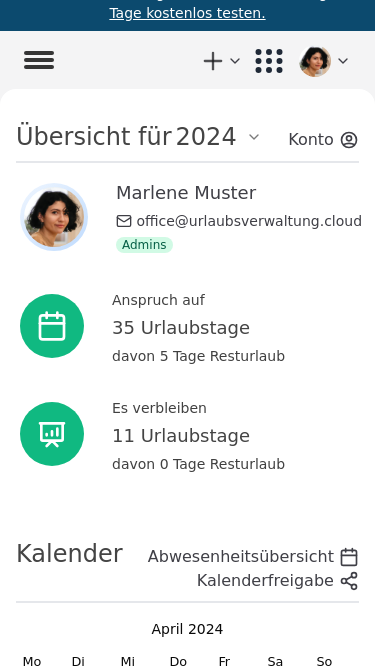 Tage kostenlos testen.
Übersicht für 2024
Konto
Marlene Muster
office@urlaubsverwaltung.cloud
Admins
Anspruch auf
35 Urlaubstage
davon 5 Tage Resturlaub
Es verbleiben
11 Urlaubstage
davon 0 Tage Resturlaub
Kalender
Abwesenheitsübersicht
Kalenderfreigabe
April 2024
Mo Di Mi Do Fr Sa So